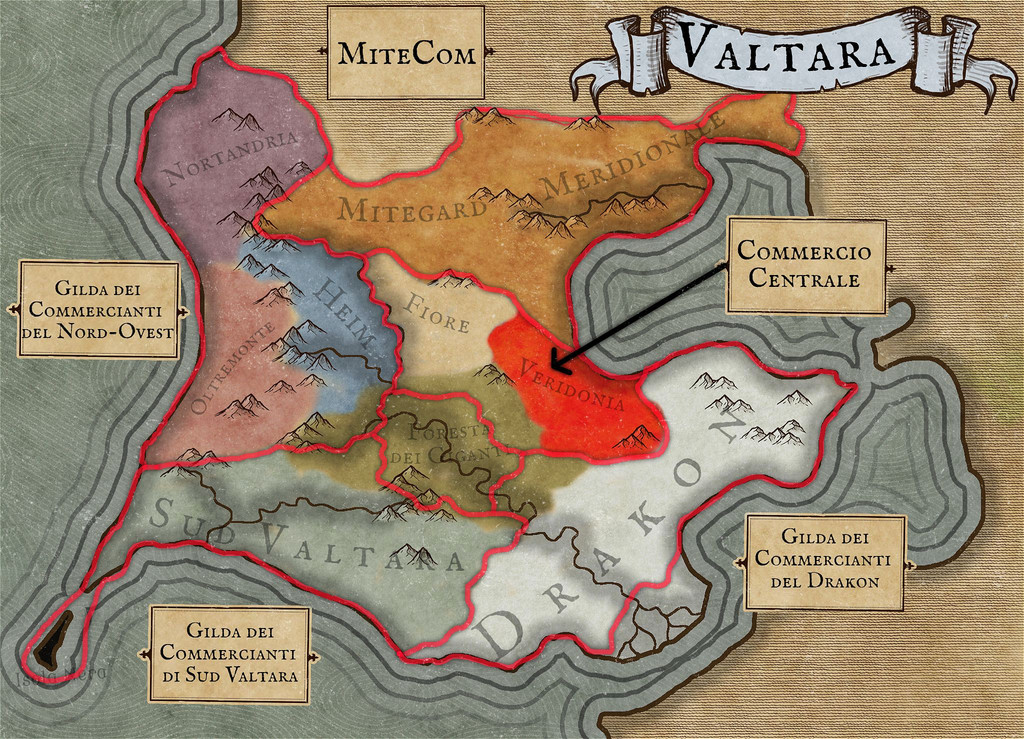 MiteCom
Valtara
Nortandria
Mitegard Meridionale
Commercio
Centrale
Gilda dei
Commercianti
del Nord-Ovest
Heim
Fiore
Oltremonte
Veridonia
Foresta
dei Giganti
Sud Valtara
Drakon
Gilda dei
Commercianti
del Drakon
Gilda dei
Commercianti
di Sud Valtara
Isola Nera